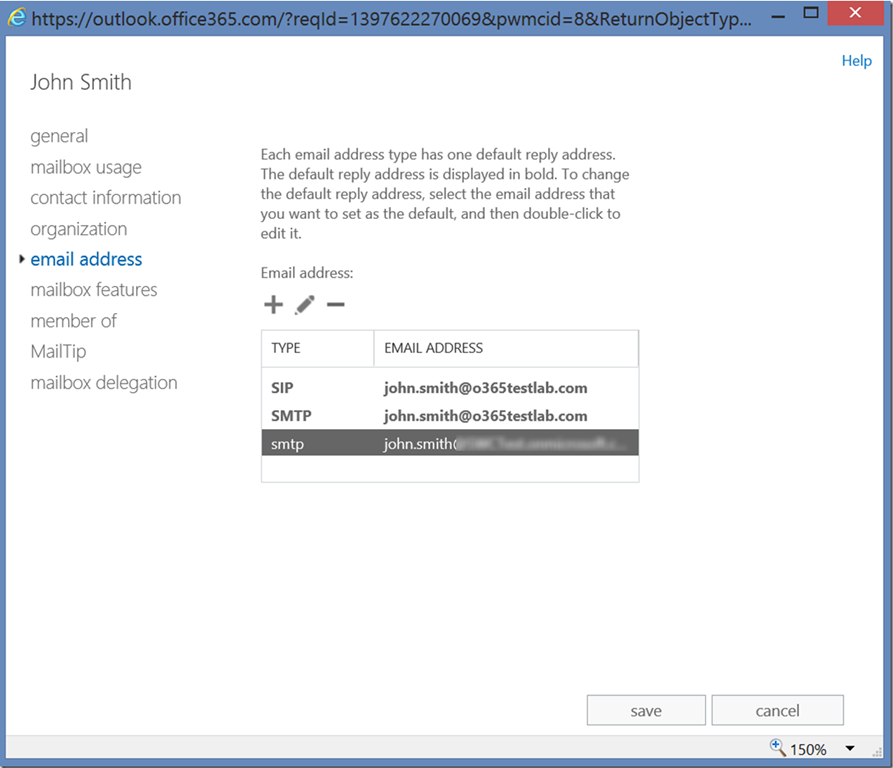 https://outlook.office365.com/?reqId=1397622270069&pwmcid=8&ReturnObjectTyp...
Help
John Smith
general
mailbox usage
contact information
organization
email address
mailbox features
member of
MailTip
mailbox delegation
Each email address type has one default reply address.
The default reply address is displayed in bold. To change
the default reply address, select the email address that
you want to set as the default, and then double-click to
edit it.
Email address:
TYPE EMAIL ADDRESS
SIP john.smith@o365testlab.com
SMTP john.smith@o365testlab.com
smtp john.smith@
save cancel
150%